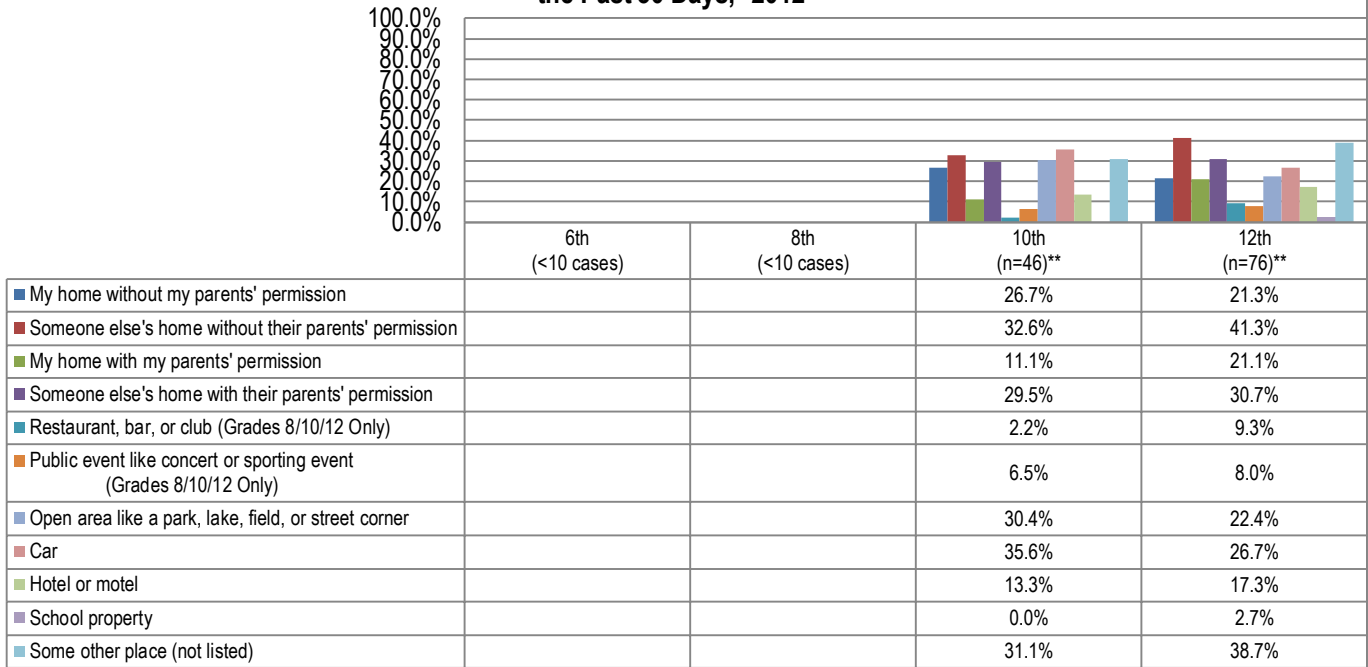 the Past 30 Days,* 2012
100.0%
90.0%
80.0%
70.0%
60.0%
50.0%
40.0%
30.0%
20.0%
10.0%
0.0%
6th 8th 10th 12th
(<10 cases) (<10 cases) (n=46)** (n=76)**
My home without my parents' permission 26.7% 21.3%
Someone else's home without their parents' permission 32.6% 41.3%
My home with my parents' permission 11.1% 21.1%
Someone else's home with their parents' permission 29.5% 30.7%
Restaurant, bar, or club (Grades 8/10/12 Only) 2.2% 9.3%
Public event like concert or sporting event
(Grades 8/10/12 Only) 6.5% 8.0%
Open area like a park, lake, field, or street corner 30.4% 22.4%
Car 35.6% 26.7%
Hotel or motel 13.3% 17.3%
School property 0.0% 2.7%
Some other place (not listed) 31.1% 38.7%